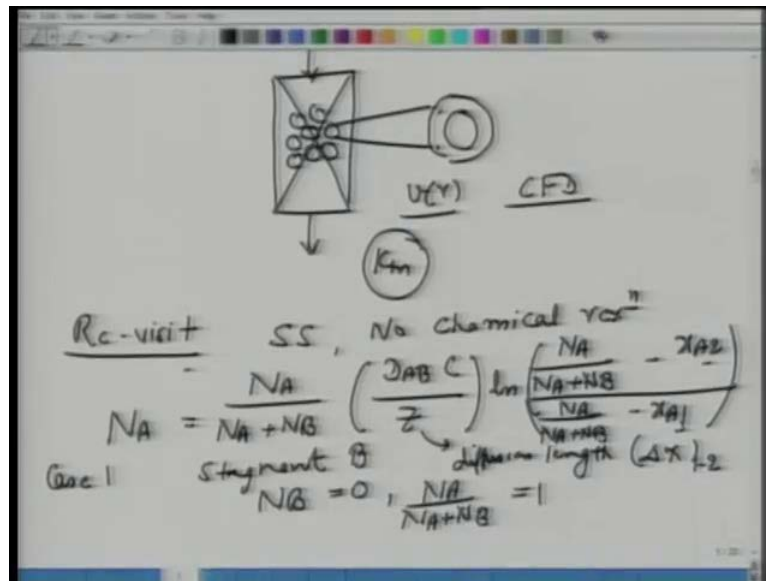 U(r) CFD
Km
Re-visit SS, No chemical rxn^n
NA = NA / (NA + NB) (DAB C / Z) ln ((NA / (NA + NB) - xA2) / (NA / (NA + NB) - xA1))
Case 1 Stagnent B diffusion length (Δx)1-2
NB = 0, NA / (NA + NB) = 1